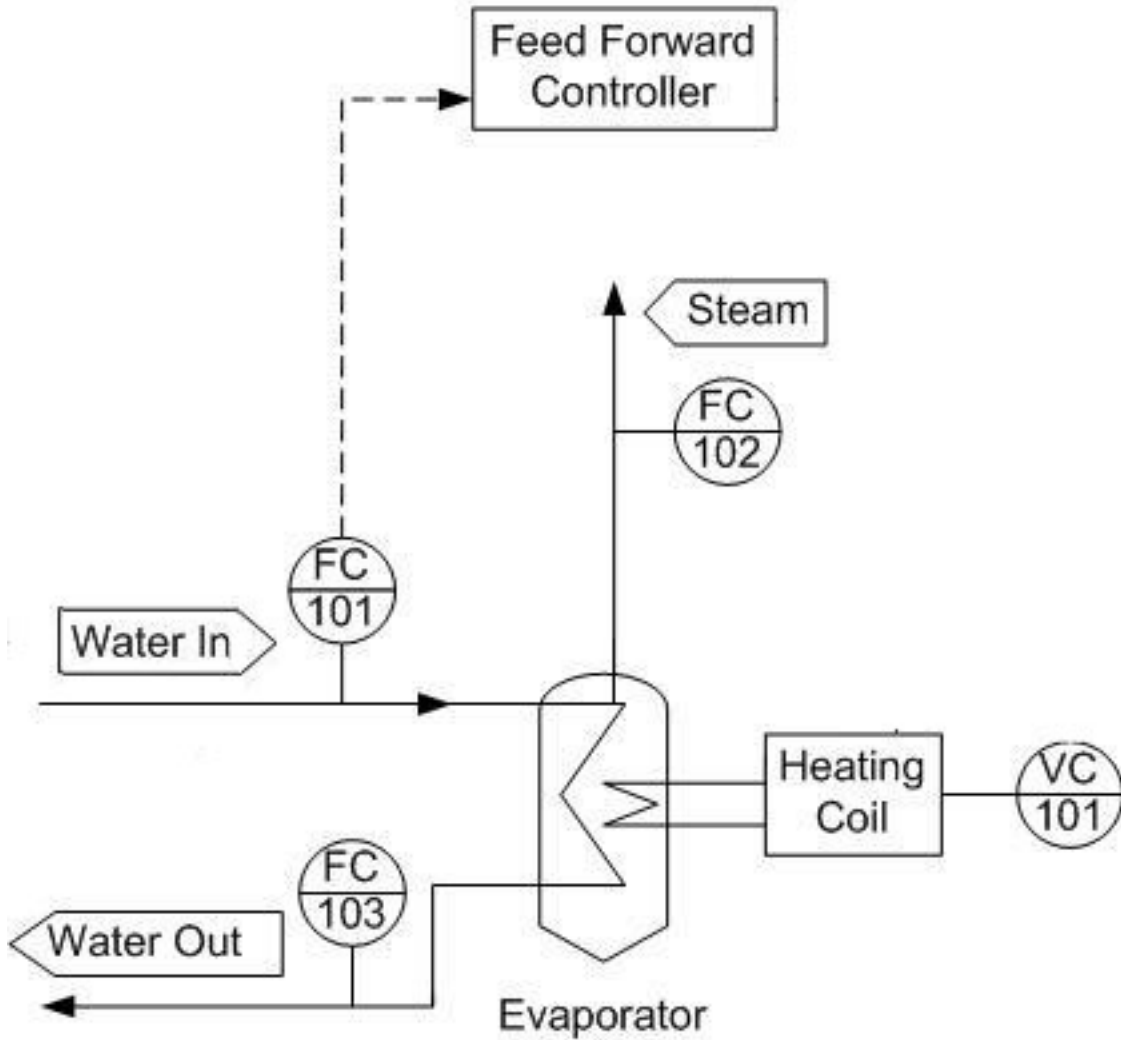 Feed Forward
Controller
Steam
FC
102
FC
101
Water In
Heating
Coil
VC
101
FC
103
Water Out
Evaporator